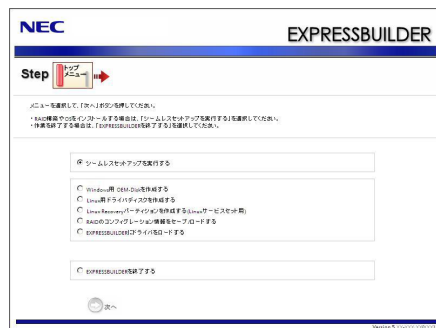 NEC
EXPRESSBUILDER
Step
トップ
メニュー
メニューを選択して、「次へ」ボタンを押してください。
・RAID構築やOSをインストールする場合は、「シームレスセットアップを実行する」を選択してください。
・作業を終了する場合は、「EXPRESSBUILDERを終了する」を選択してください。
シームレスセットアップを実行する
Windows用 OEM-Diskを作成する
Linux用ドライバディスクを作成する
Linux Recoveryパーティションを作成する(Linuxサービスセット用)
RAIDのコンフィグレーション情報をセーブ/ロードする
EXPRESSBUILDERにドライバをロードする
EXPRESSBUILDERを終了する
次へ
Version 5